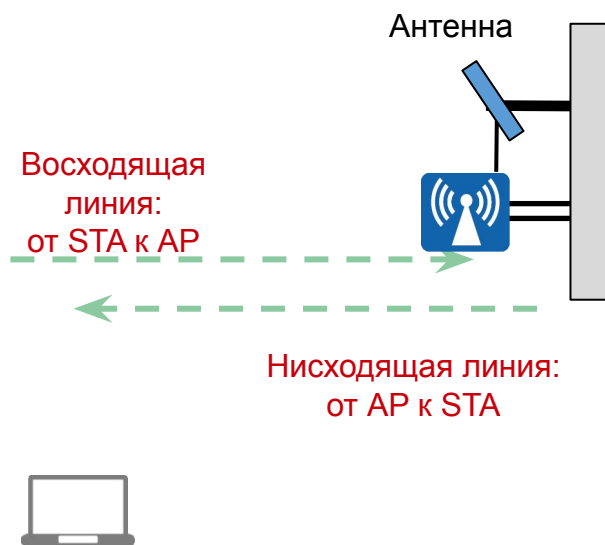 Антенна
Восходящая
линия:
от STA к AP
Нисходящая линия:
от AP к STA